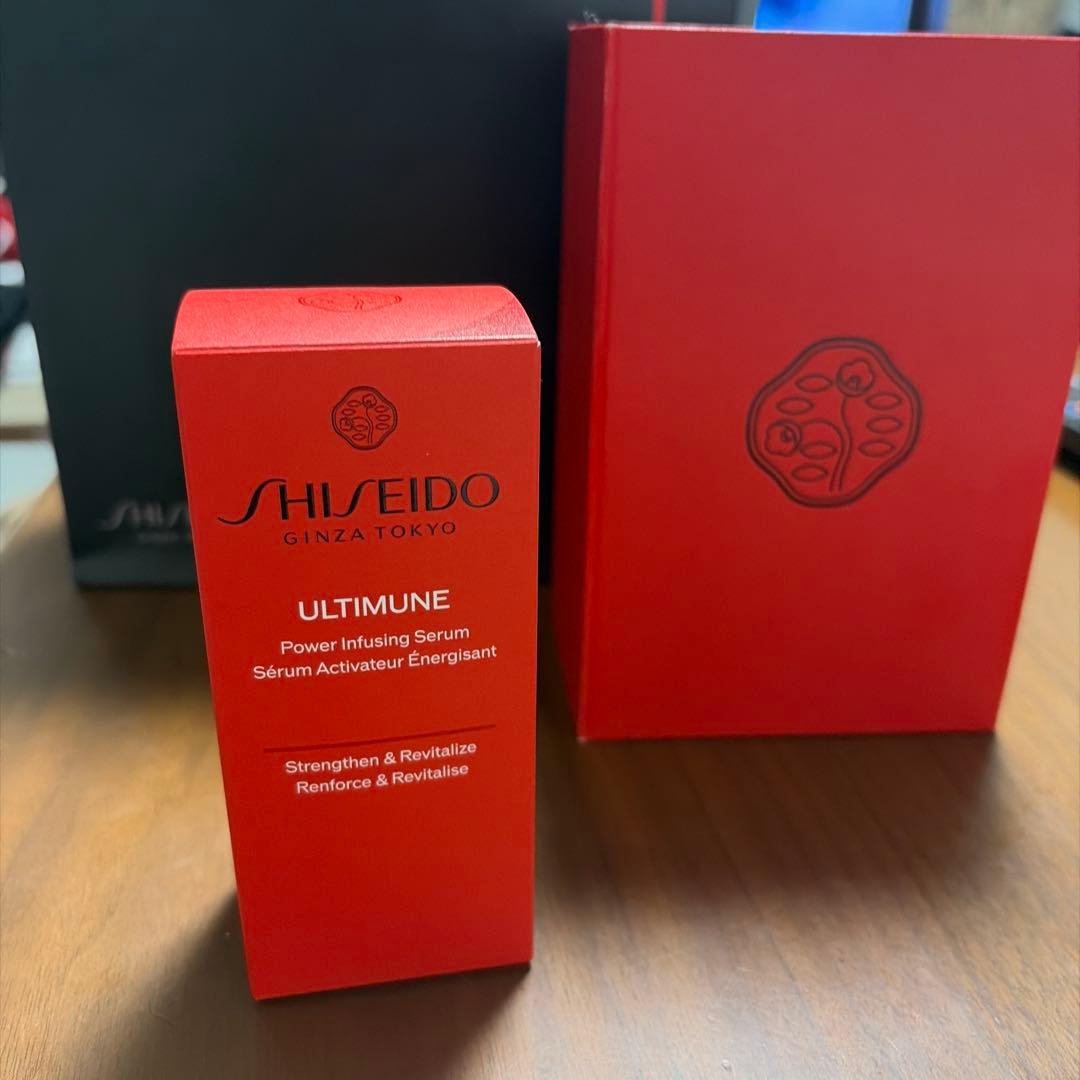 SHISEIDO
GINZA TOKYO
ULTIMUNE
Power Infusing Serum
Sérum Activateur Énergisant
Strengthen & Revitalize
Renforce & Revitalise